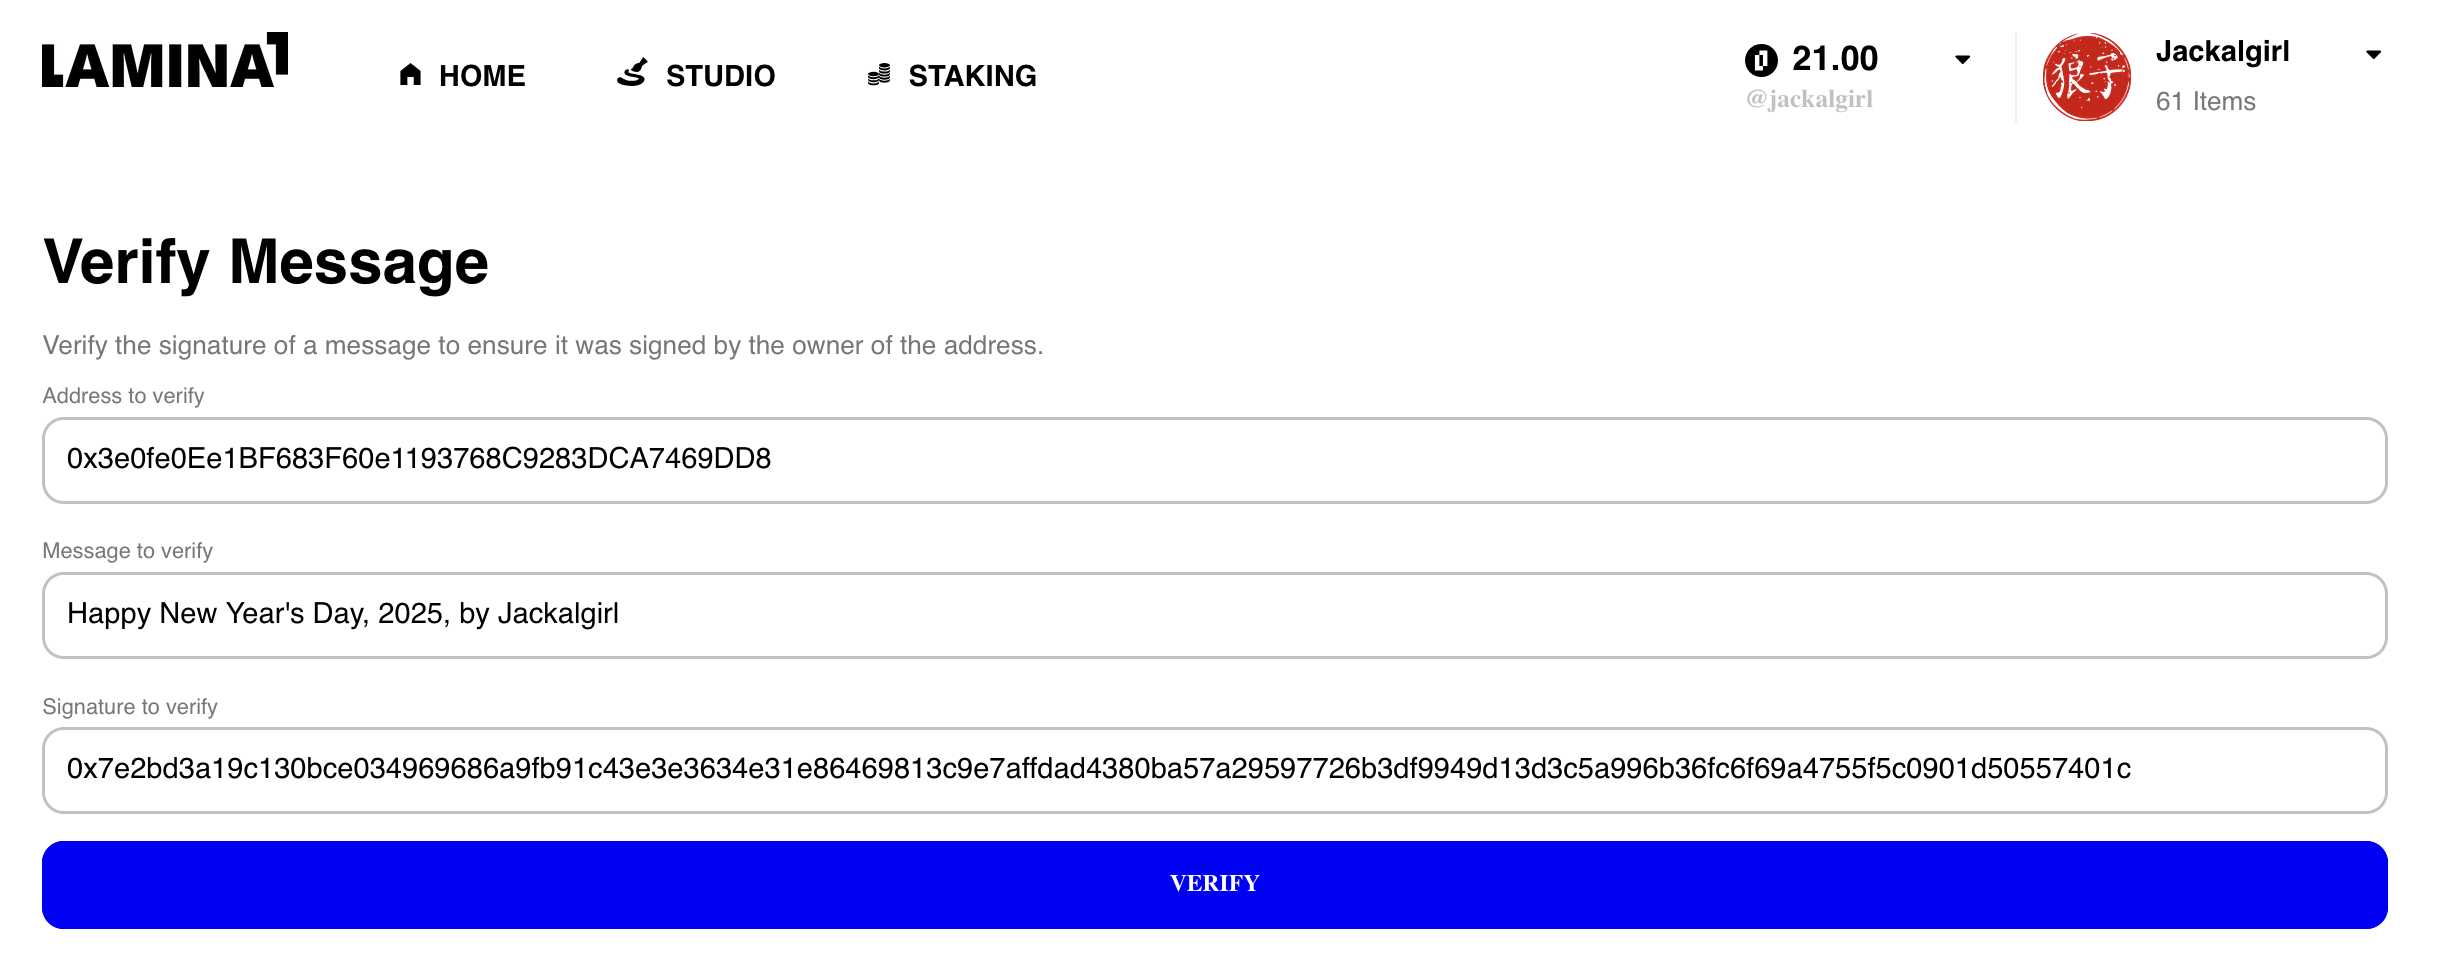 LAMINA1
HOME
STUDIO
STAKING
21.00
@jackalgirl
狼子
Jackalgirl
61 Items
Verify Message
Verify the signature of a message to ensure it was signed by the owner of the address.
Address to verify
0x3e0fe0Ee1BF683F60e1193768C9283DCA7469DD8
Message to verify
Happy New Year's Day, 2025, by Jackalgirl
Signature to verify
0x7e2bd3a19c130bce034969686a9fb91c43e3e3634e31e86469813c9e7affdad4380ba57a29597726b3df9949d13d3c5a996b36fc6f69a4755f5c0901d50557401c
VERIFY